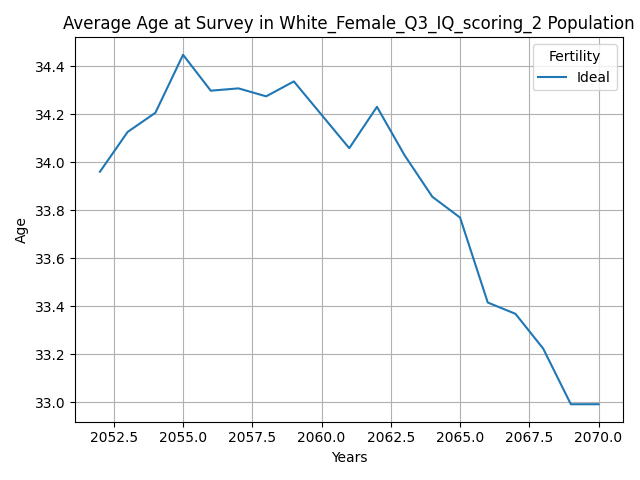 Average Age at Survey in White_Female_Q3_IQ_scoring_2 Population
Fertility
Ideal
34.4
34.2
34.0
33.8
33.6
33.4
33.2
33.0
Age
2052.5 2055.0 2057.5 2060.0 2062.5 2065.0 2067.5 2070.0
Years